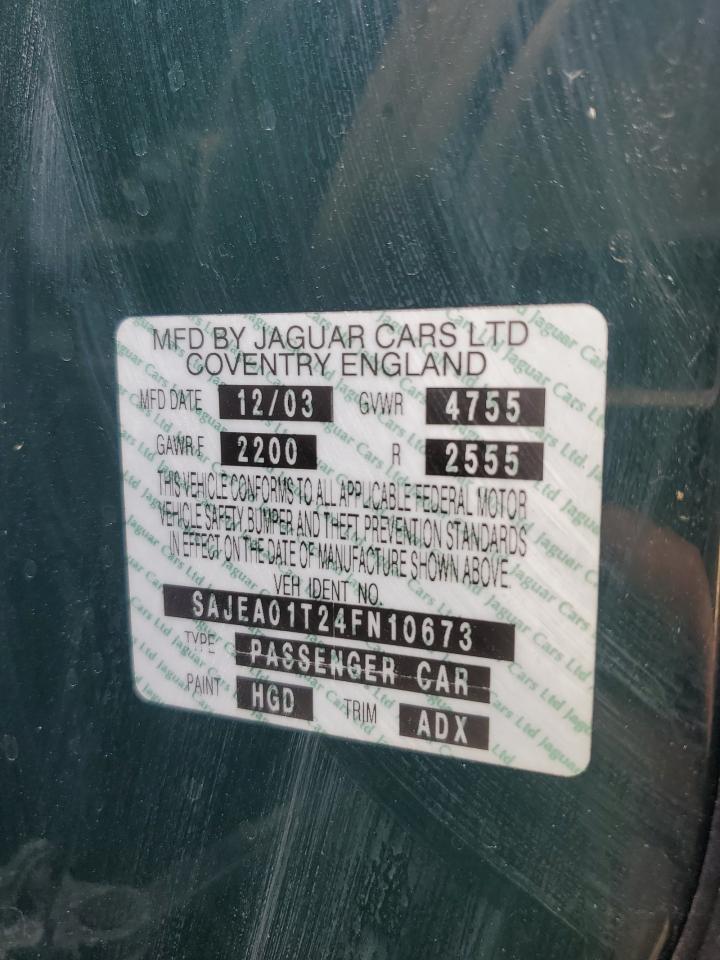 MFD BY JAGUAR CARS LTD
COVENTRY ENGLAND
MFD DATE 12/03 GVWR 4755
GAWR F 2200 R 2555
THIS VEHICLE CONFORMS TO ALL APPLICABLE FEDERAL MOTOR
VEHICLE SAFETY, BUMPER AND THEFT PREVENTION STANDARDS
IN EFFECT ON THE DATE OF MANUFACTURE SHOWN ABOVE.
VEH IDENT NO.
SAJEA01T24FN10673
TYPE PASSENGER CAR
PAINT HGD TRIM ADX